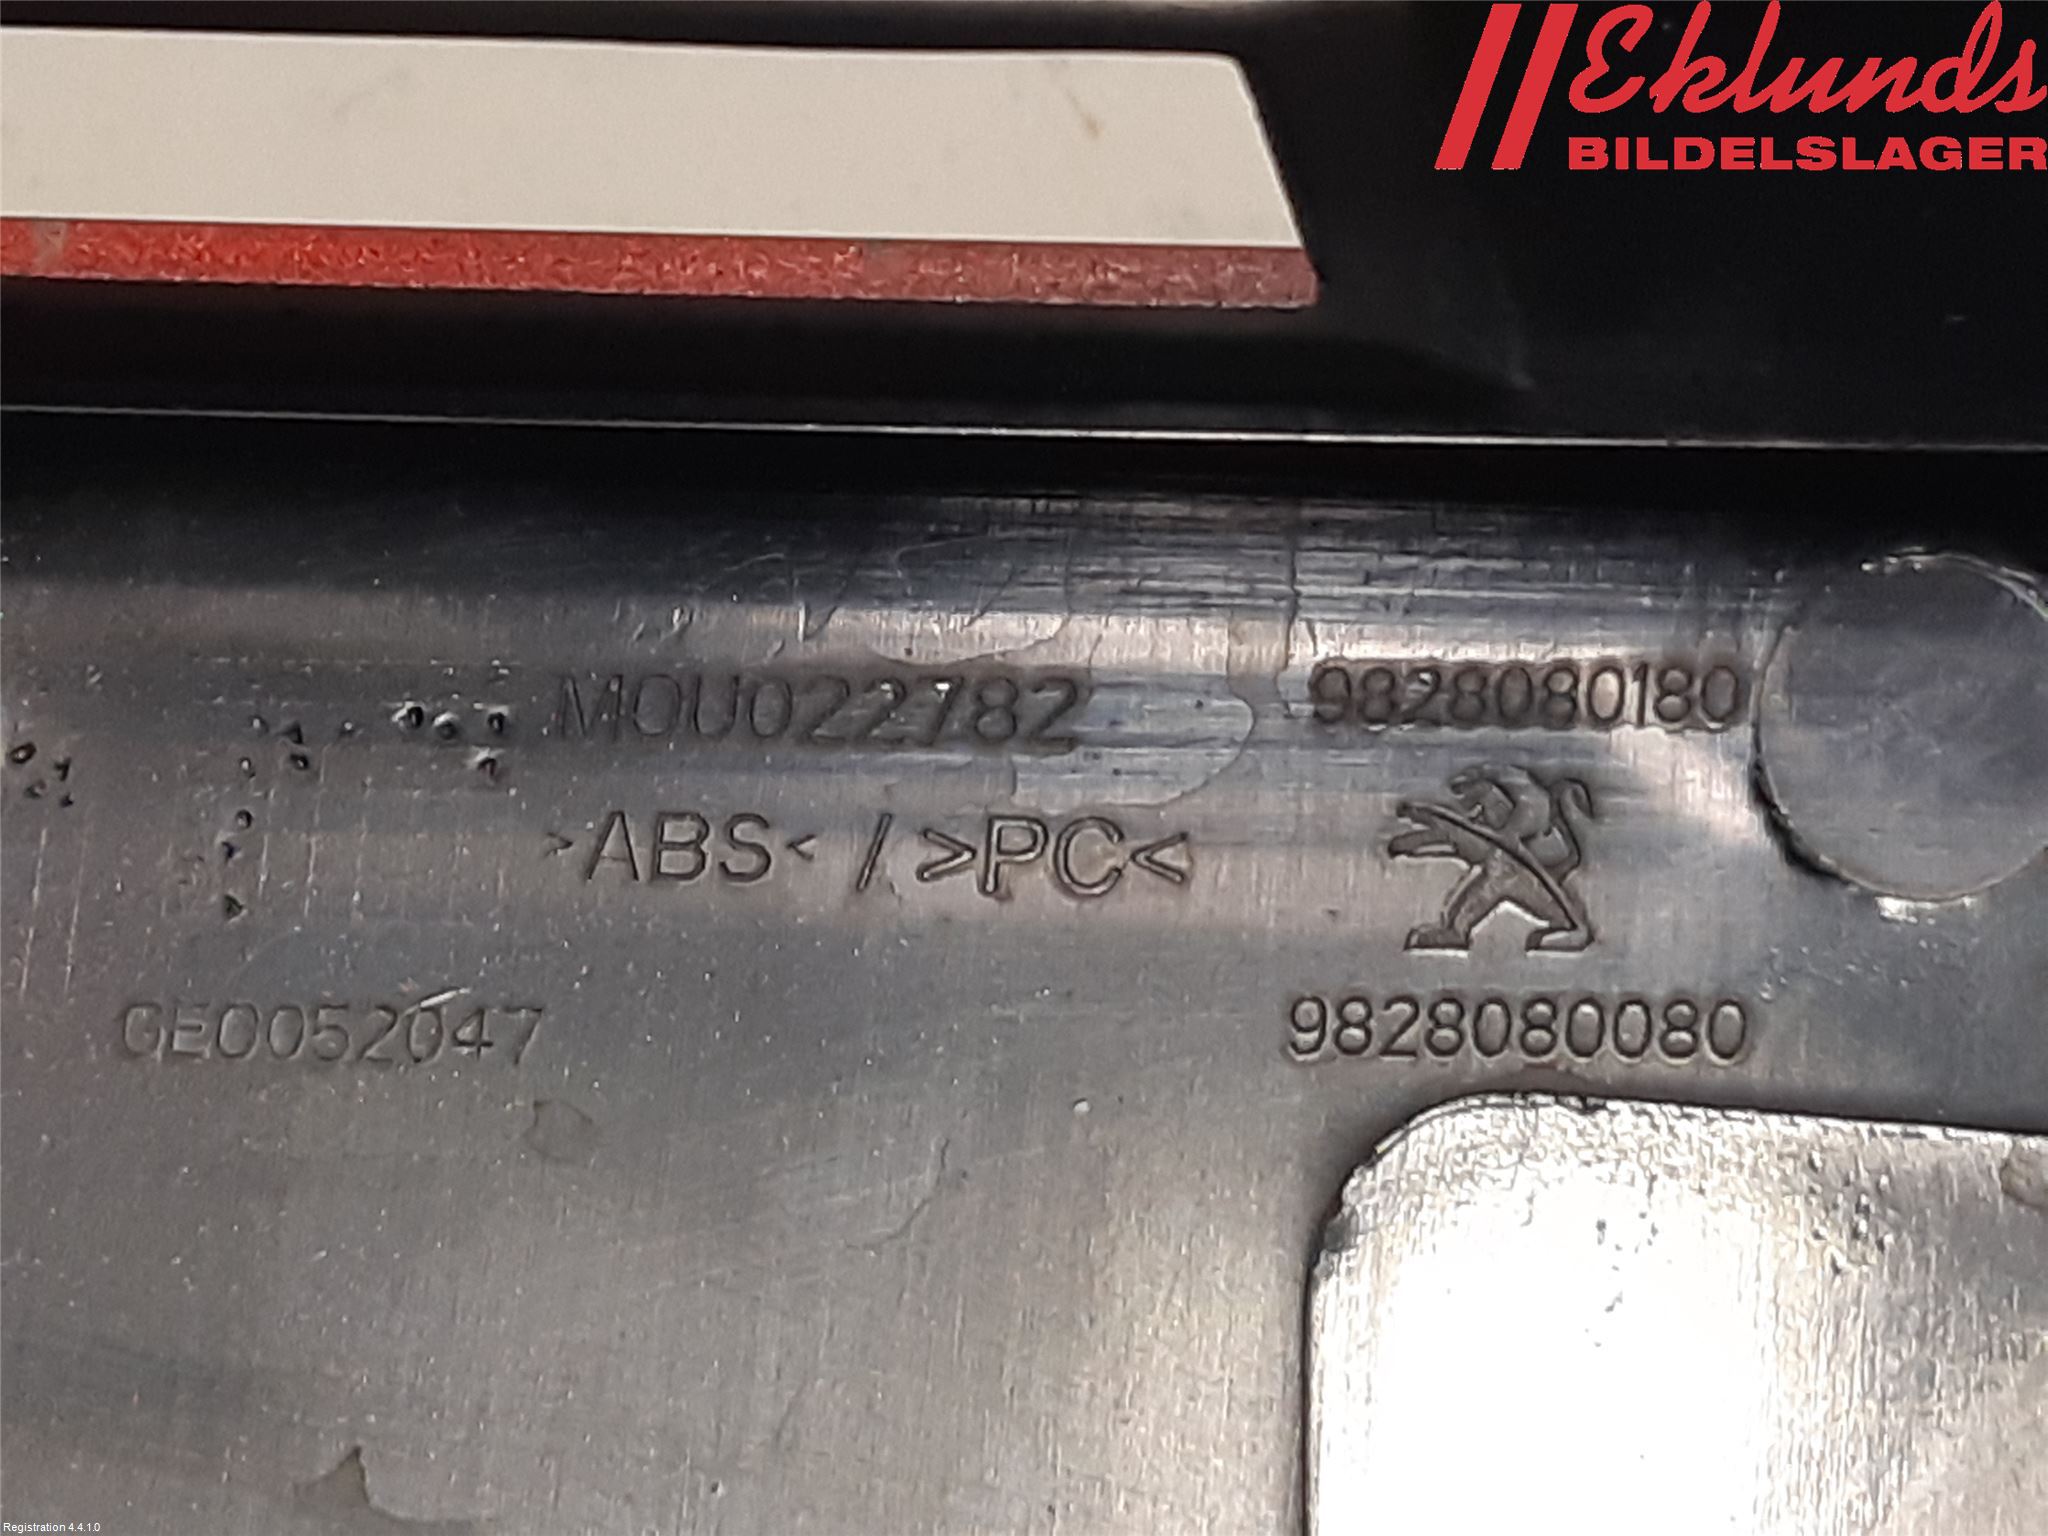 Eklunds
BILDELSLAGER
MOU022782
9828080180
>ABS< / >PC<
GE0052047
9828080080
Registration 4.4.1.0